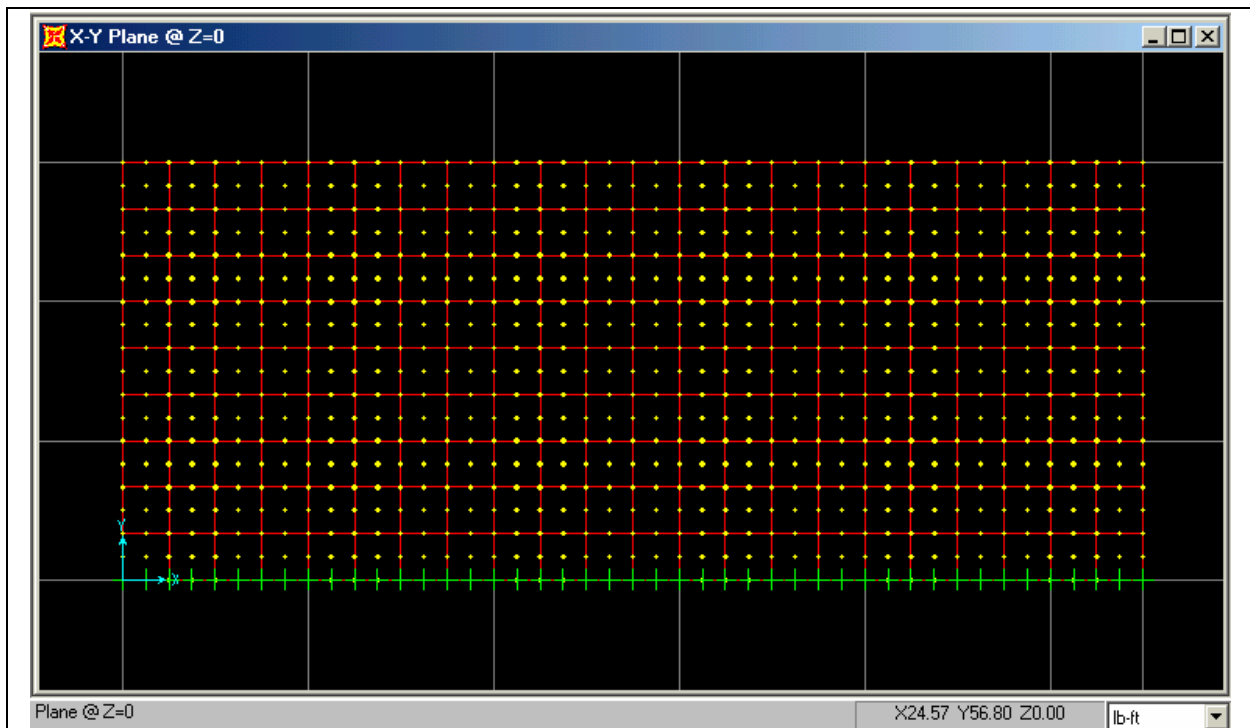 X-Y Plane @ Z=0
Y
X
Plane @ Z=0
X24.57 Y56.80 Z0.00
lb-ft